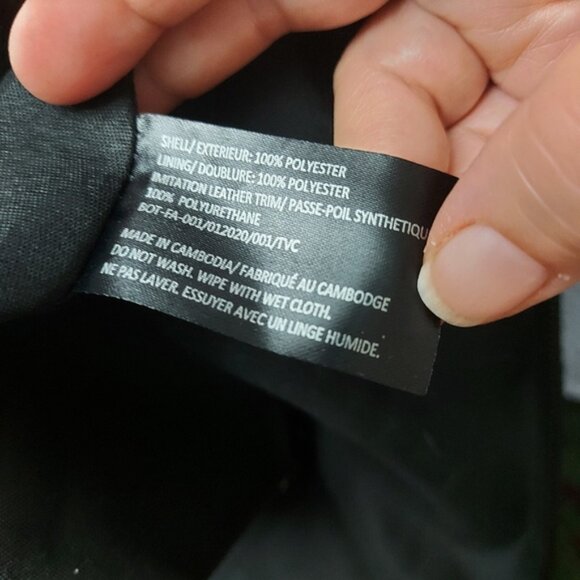 SHELL/ EXTERIEUR: 100% POLYESTER
LINING/ DOUBLURE: 100% POLYESTER
IMITATION LEATHER TRIM/ PASSE-POIL SYNTHETIQU
100% POLYURETHANE
BOT-FA-001/012020/001/TVC
MADE IN CAMBODIA/ FABRIQUÉ AU CAMBODGE
DO NOT WASH. WIPE WITH WET CLOTH.
NE PAS LAVER. ESSUYER AVEC UN LINGE HUMIDE.